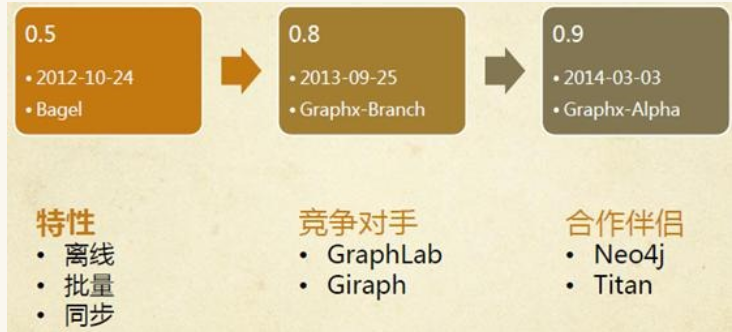 0.5
• 2012-10-24
• Bagel
0.8
• 2013-09-25
• Graphx-Branch
0.9
• 2014-03-03
• Graphx-Alpha
特性
• 离线
• 批量
• 同步
竞争对手
• GraphLab
• Giraph
合作伴侣
• Neo4j
• Titan